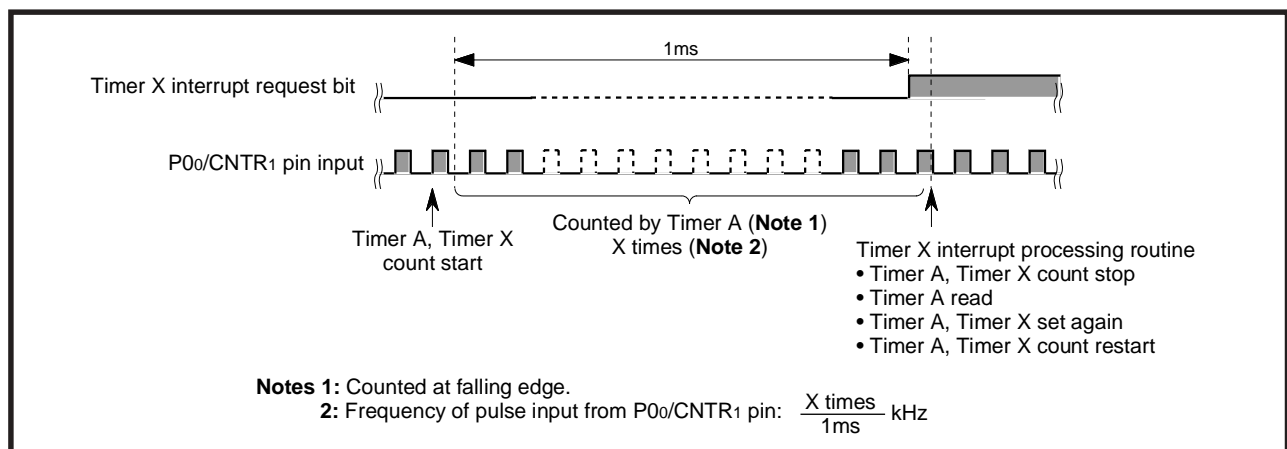 1ms
Timer X interrupt request bit
P00/CNTR1 pin input
Timer A, Timer X
count start
Counted by Timer A (Note 1)
X times (Note 2)
Timer X interrupt processing routine
• Timer A, Timer X count stop
• Timer A read
• Timer A, Timer X set again
• Timer A, Timer X count restart
Notes 1: Counted at falling edge.
2: Frequency of pulse input from P00/CNTR1 pin: X times / 1ms kHz